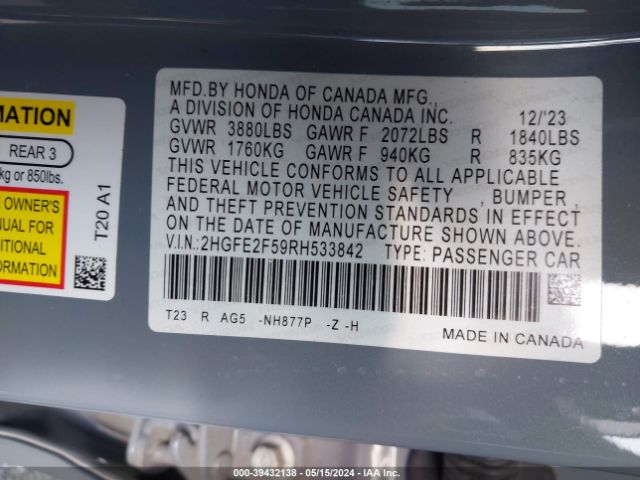 MATION
REAR 3
kg or 850lbs.
OWNER'S
NUAL FOR
ITIONAL
FORMATION
T20 A1
MFD.BY HONDA OF CANADA MFG.,
A DIVISION OF HONDA CANADA INC. 12/'23
GVWR 3880LBS GAWR F 2072LBS R 1840LBS
GVWR 1760KG GAWR F 940KG R 835KG
THIS VEHICLE CONFORMS TO ALL APPLICABLE
FEDERAL MOTOR VEHICLE SAFETY , BUMPER ,
AND THEFT PREVENTION STANDARDS IN EFFECT
ON THE DATE OF MANUFACTURE SHOWN ABOVE.
V.I.N.:2HGFE2F59RH533842 TYPE: PASSENGER CAR
T23 R AG5 -NH877P -Z -H
MADE IN CANADA
000-39432138 - 05/15/2024 - IAA Inc.